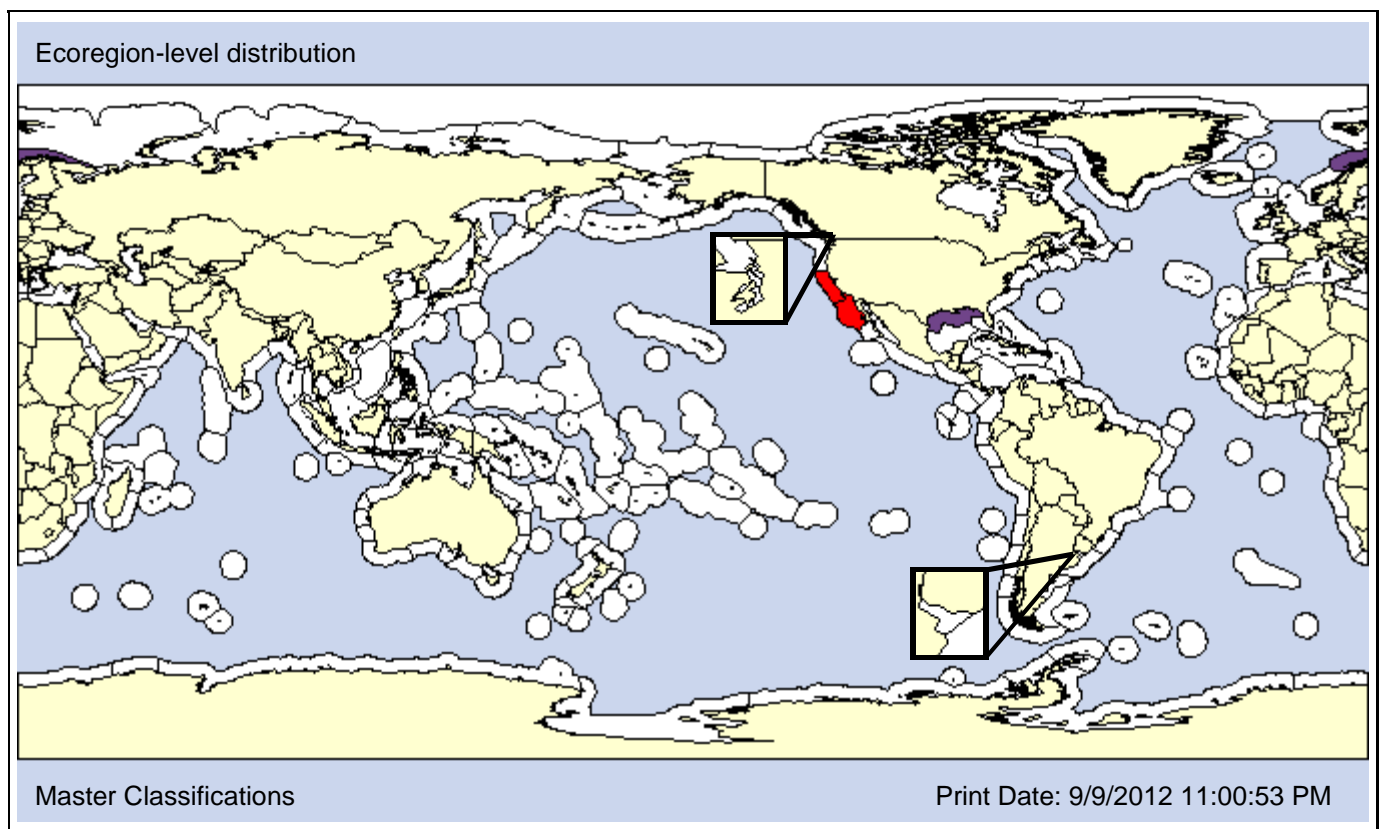 Ecoregion-level distribution
Master Classifications
Print Date: 9/9/2012 11:00:53 PM